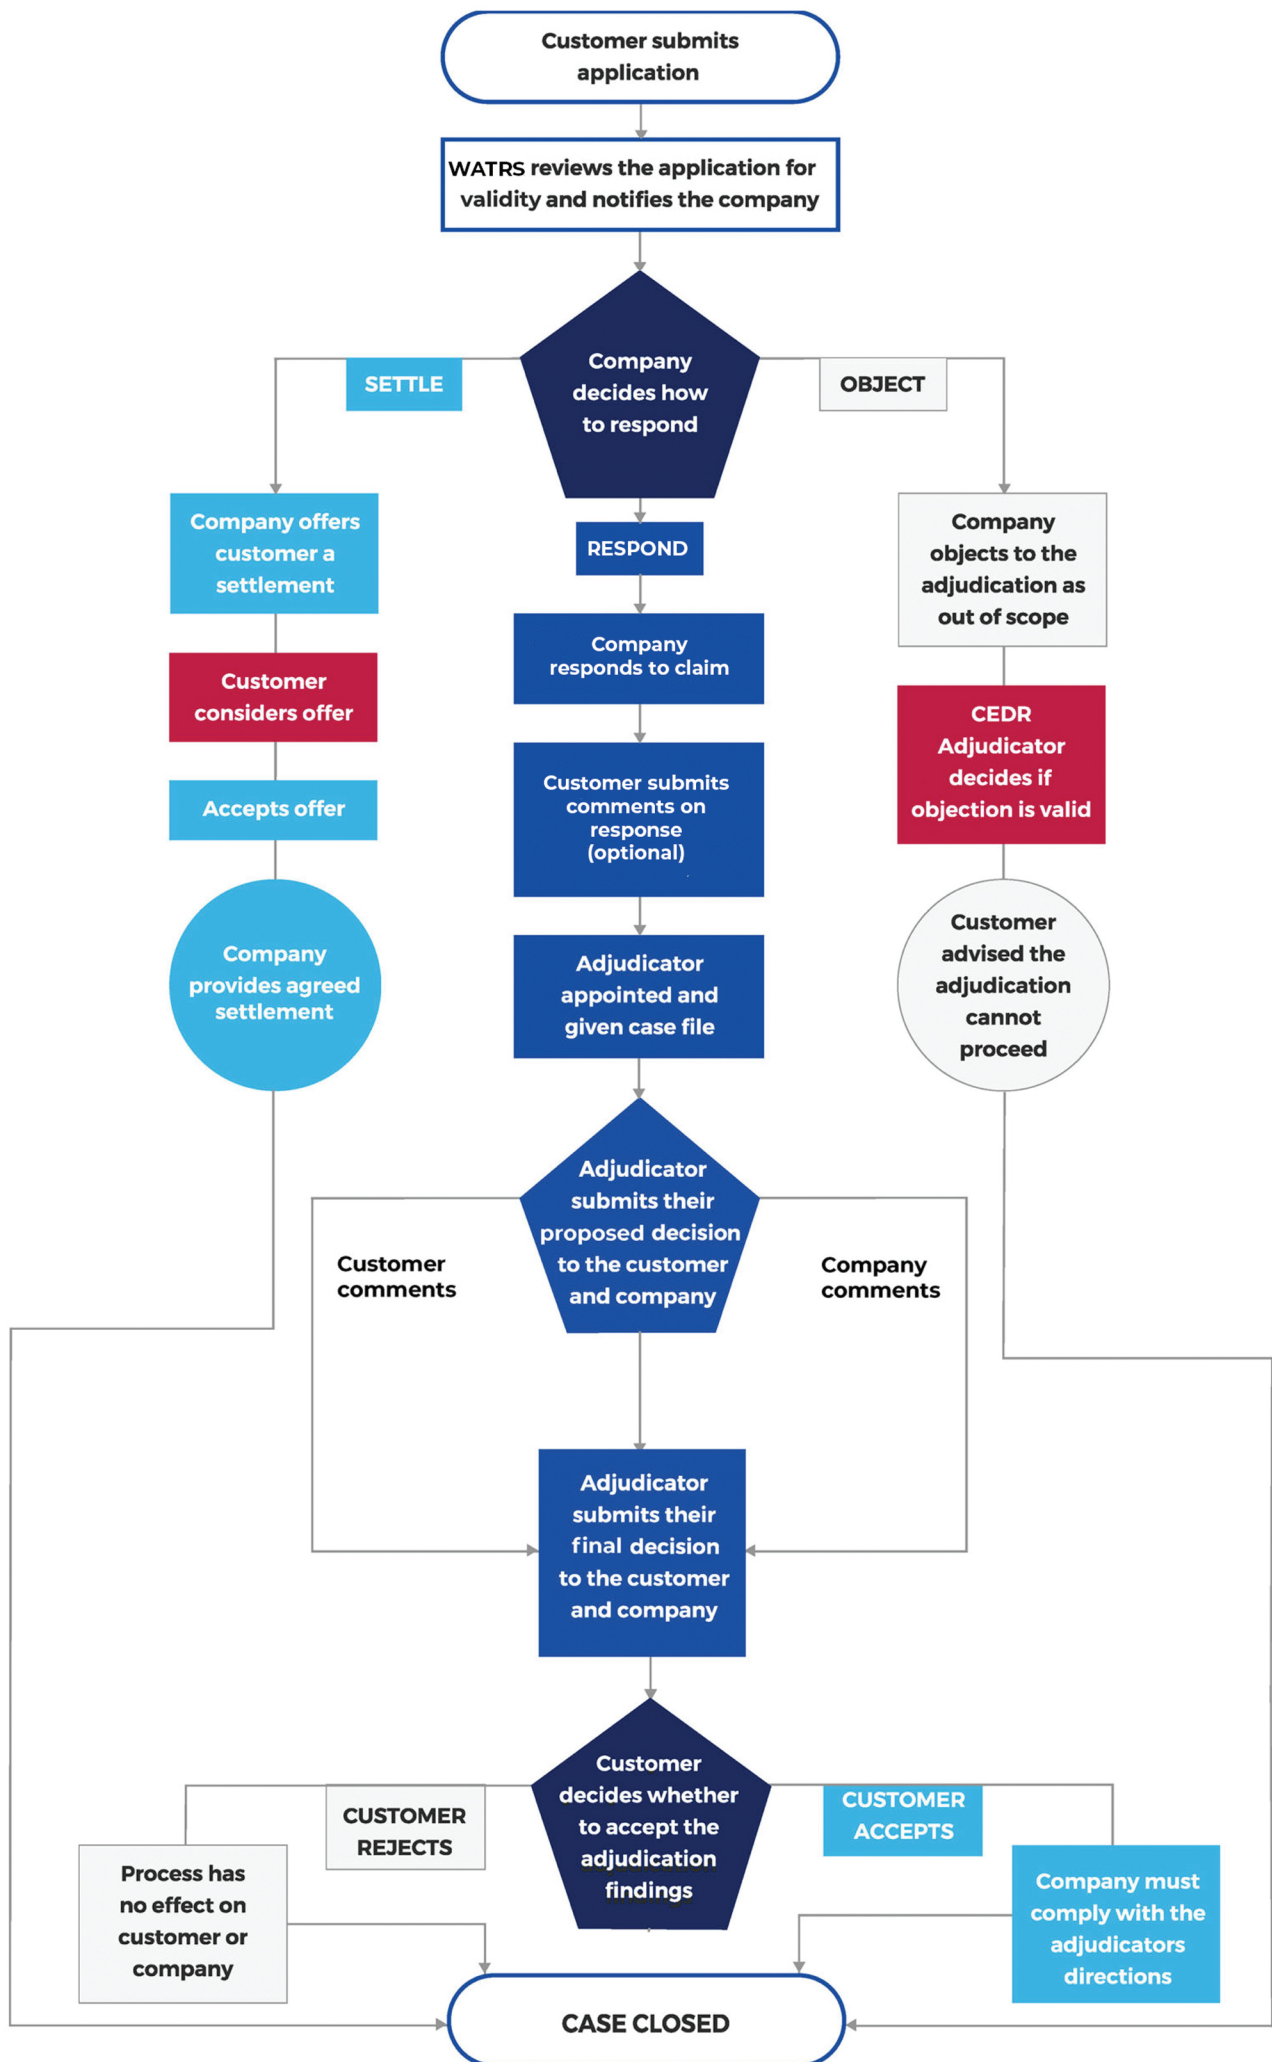 Customer submits
application
WATRS reviews the application for
validity and notifies the company
Company
decides how
to respond
SETTLE
OBJECT
RESPOND
Company offers
customer a
settlement
Customer
considers offer
Accepts offer
Company
provides agreed
settlement
Company
responds to claim
Customer submits
comments on
response
(optional)
Adjudicator
appointed and
given case file
Company
objects to the
adjudication as
out of scope
CEDR
Adjudicator
decides if
objection is valid
Customer
advised the
adjudication
cannot
proceed
Adjudicator
submits their
proposed decision
to the customer
and company
Customer
comments
Company
comments
Adjudicator
submits their
final decision
to the customer
and company
Customer
decides whether
to accept the
adjudication
findings
CUSTOMER
REJECTS
CUSTOMER
ACCEPTS
Process has
no effect on
customer or
company
Company must
comply with the
adjudicators
directions
CASE CLOSED